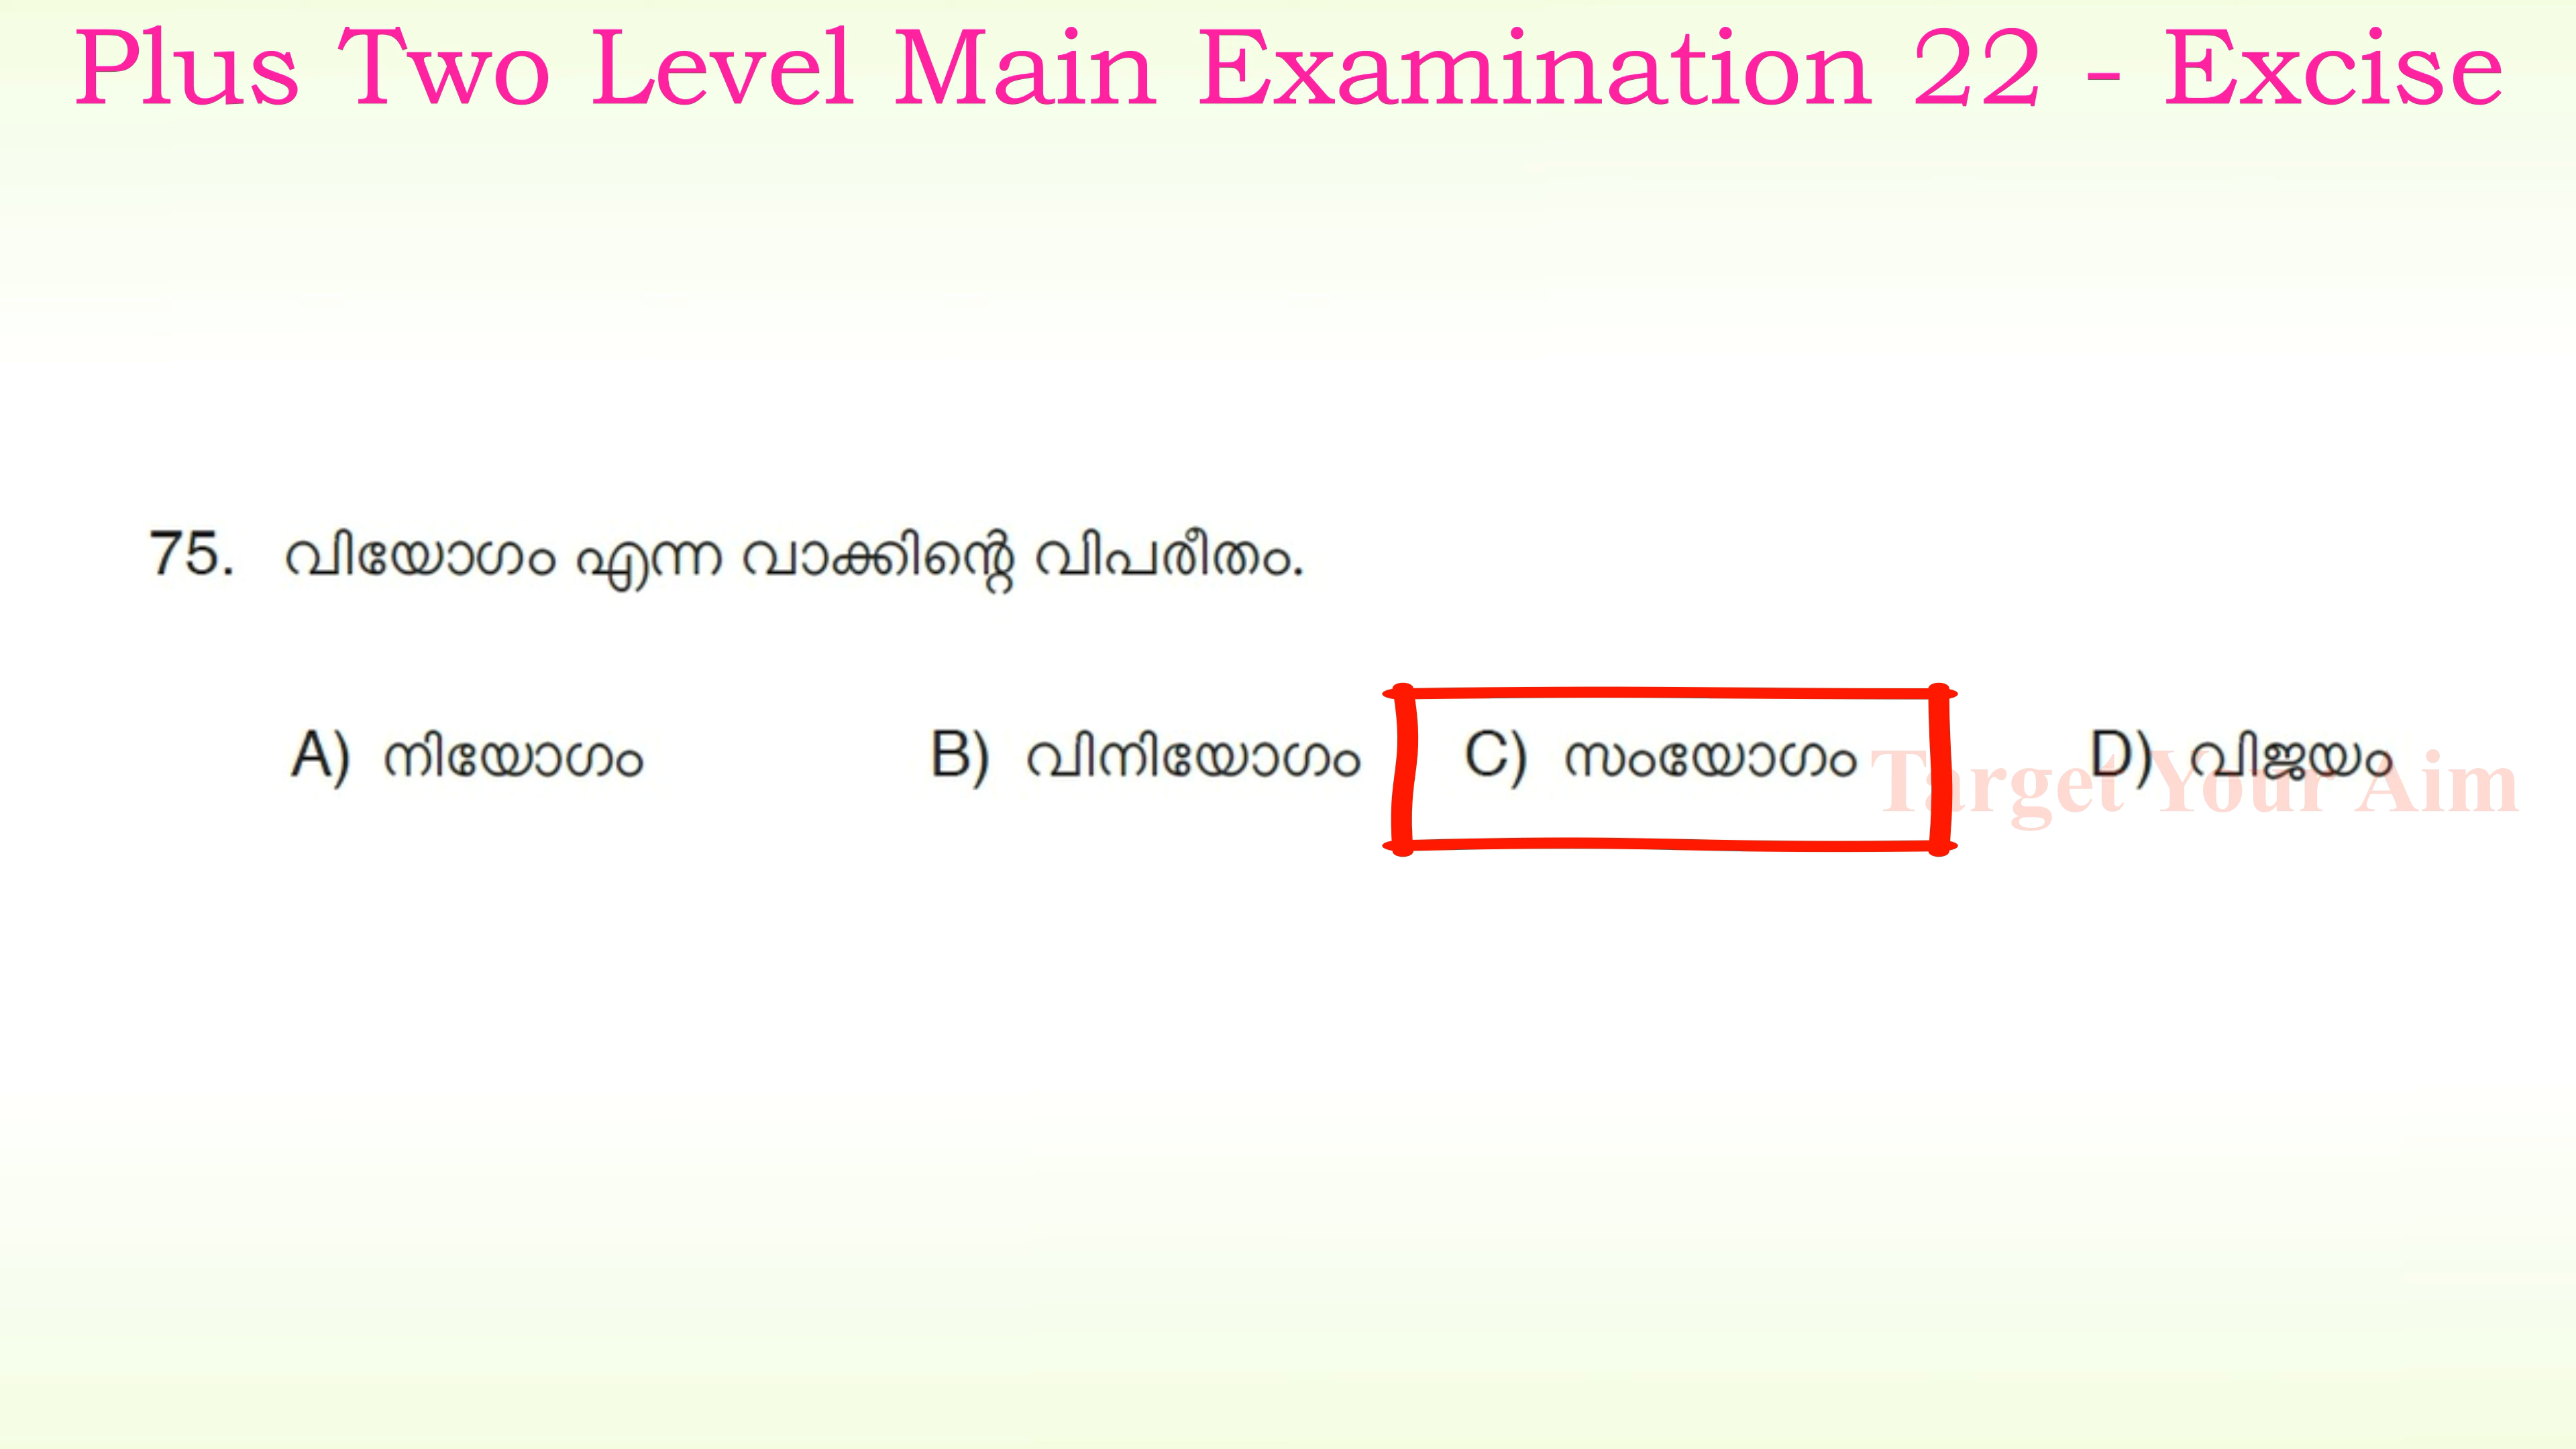 Plus Two Level Main Examination 22 - Excise
75. വിയോഗം എന്ന വാക്കിന്റെ വിപരീതം.
A) നിയോഗം B) വിനിയോഗം C) സംയോഗം D) വിജയം
Target Your Aim